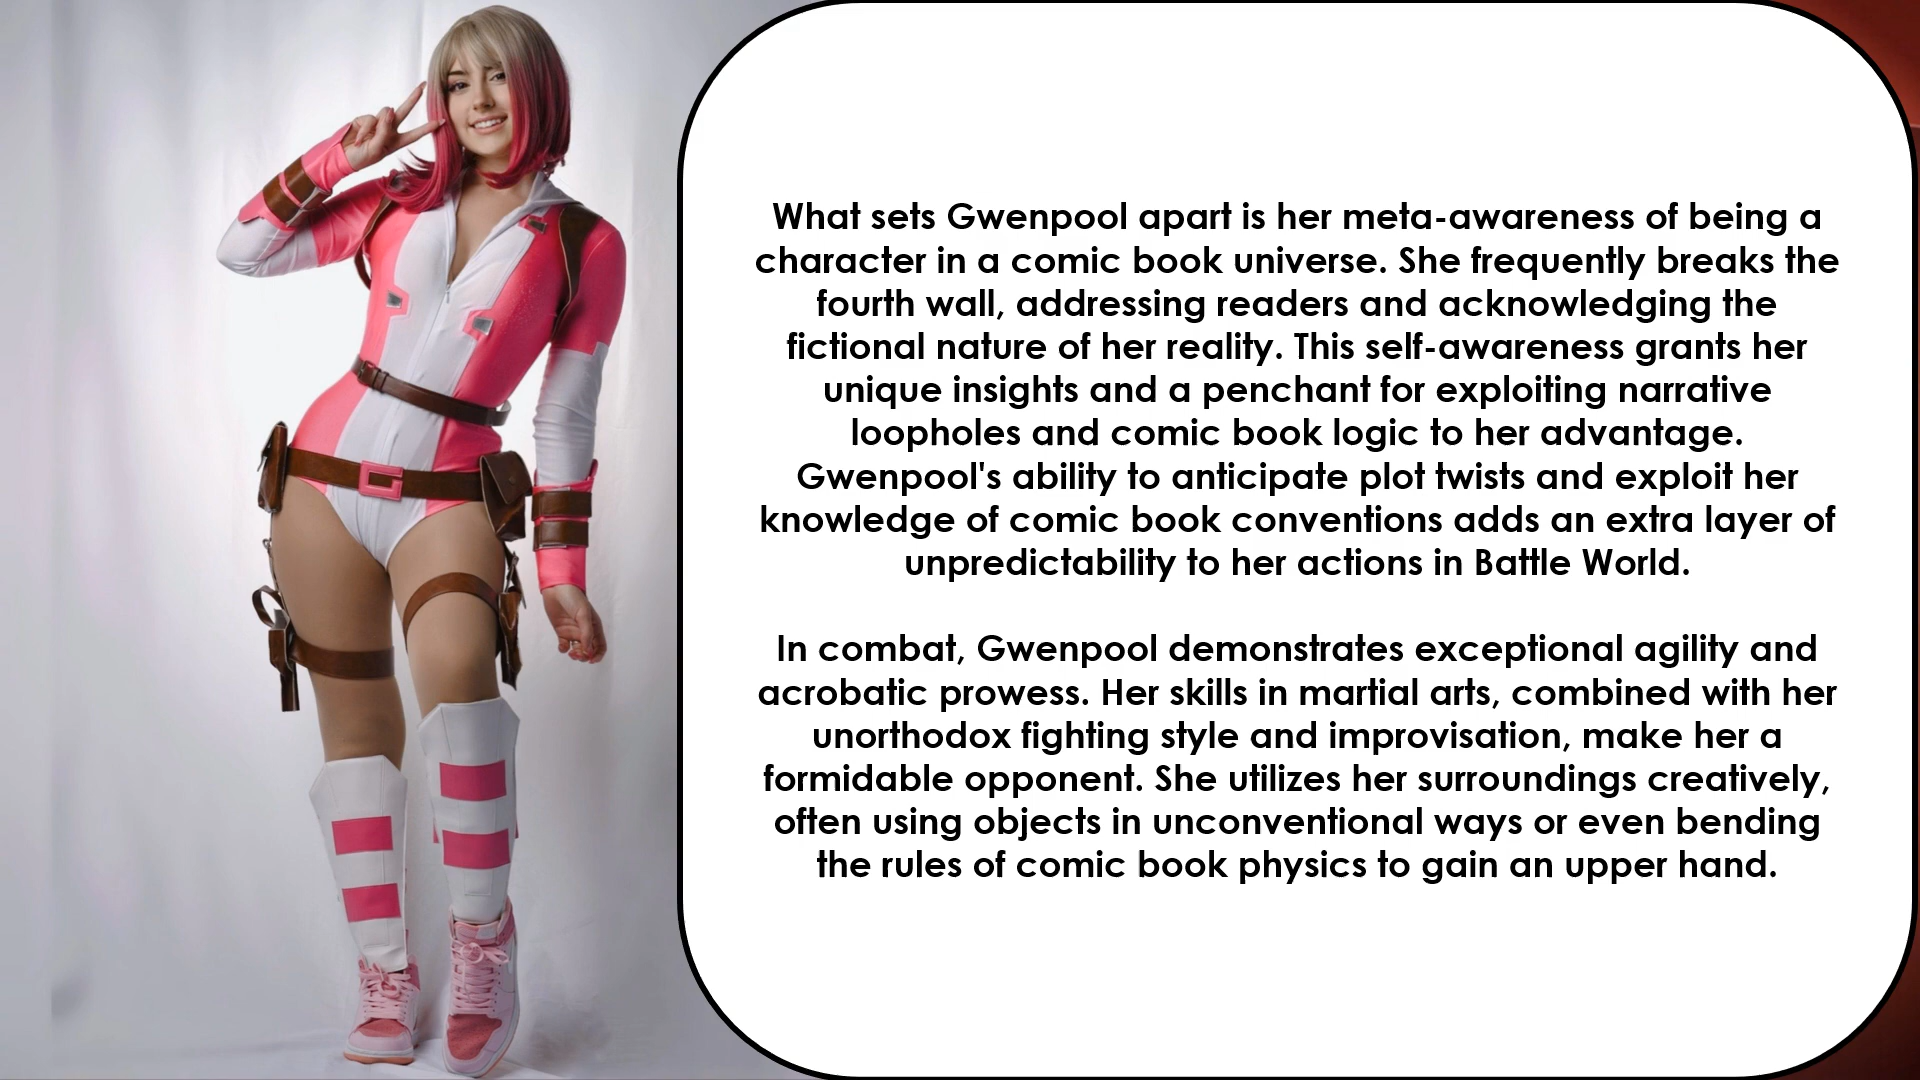 What sets Gwenpool apart is her meta-awareness of being a
character in a comic book universe. She frequently breaks the
fourth wall, addressing readers and acknowledging the
fictional nature of her reality. This self-awareness grants her
unique insights and a penchant for exploiting narrative
loopholes and comic book logic to her advantage.
Gwenpool's ability to anticipate plot twists and exploit her
knowledge of comic book conventions adds an extra layer of
unpredictability to her actions in Battle World.
In combat, Gwenpool demonstrates exceptional agility and
acrobatic prowess. Her skills in martial arts, combined with her
unorthodox fighting style and improvisation, make her a
formidable opponent. She utilizes her surroundings creatively,
often using objects in unconventional ways or even bending
the rules of comic book physics to gain an upper hand.